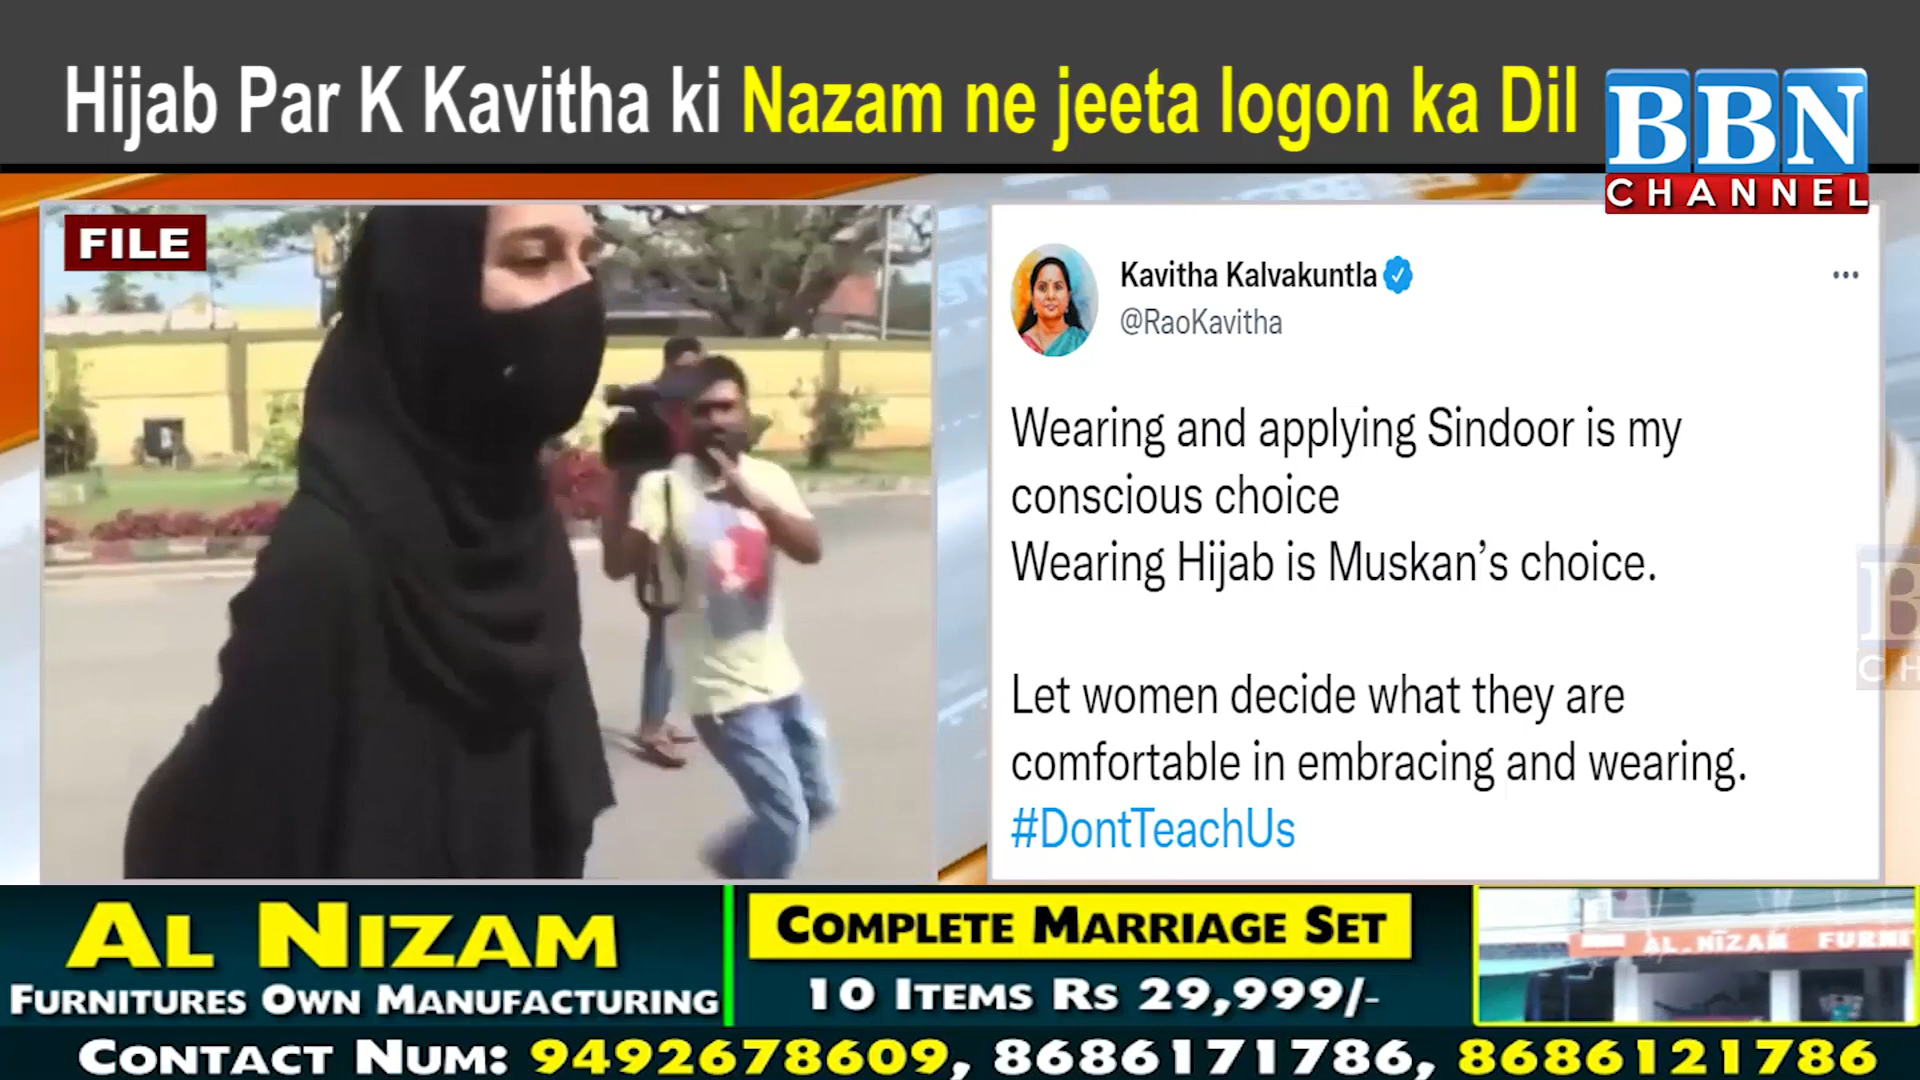 Hijab Par K Kavitha ki Nazam ne jeeta logon ka Dil
BBN
CHANNEL
FILE
Kavitha Kalvakuntla
@RaoKavitha
Wearing and applying Sindoor is my
conscious choice
Wearing Hijab is Muskan's choice.
Let women decide what they are
comfortable in embracing and wearing.
#DontTeachUs
B
CH
AL NIZAM
FURNITURES OWN MANUFACTURING
COMPLETE MARRIAGE SET
10 ITEMS RS 29,999/-
AL.NIZAM FURNI
CONTACT NUM: 9492678609, 8686171786, 8686121786